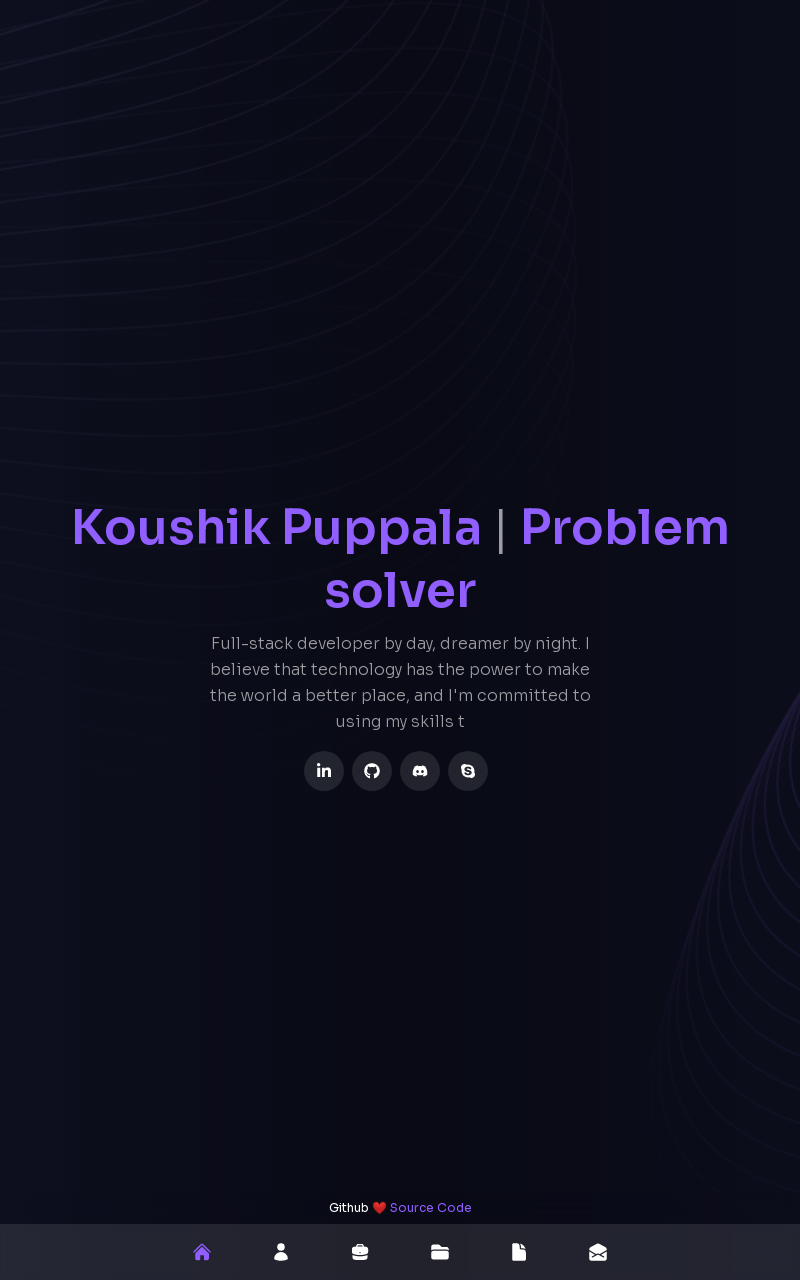 Koushik Puppala | Problem
solver
Full-stack developer by day, dreamer by night. I
believe that technology has the power to make
the world a better place, and I'm committed to
using my skills t
Github ❤️ Source Code